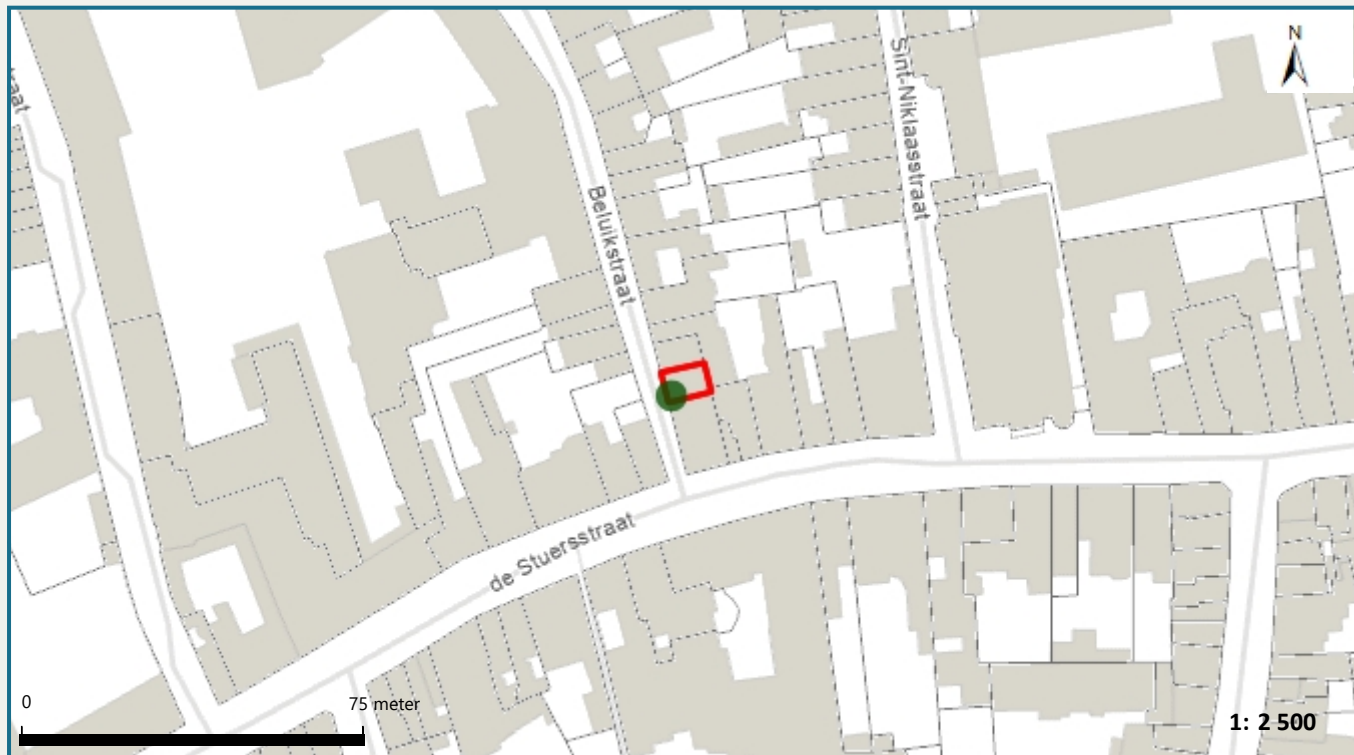 N
Sint-Niklaasstraat
Beluikstraat
de Stuersstraat
0
75 meter
1: 2 500